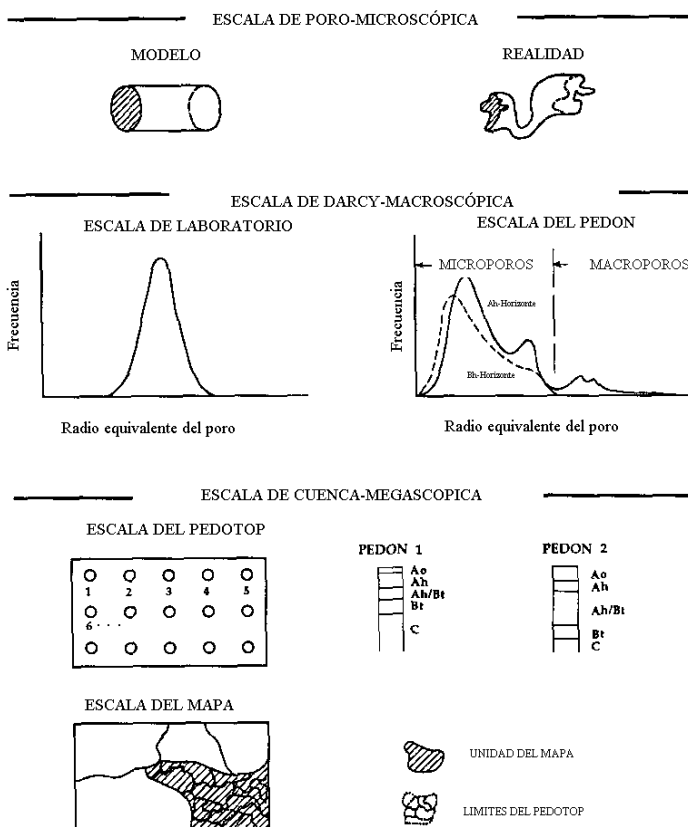 ESCALA DE PORO-MICROSCÓPICA
MODELO
REALIDAD
ESCALA DE DARCY-MACROSCÓPICA
ESCALA DE LABORATORIO
ESCALA DEL PEDON
MICROPOROS
MACROPOROS
Frecuencia
Frecuencia
Ah-Horizonte
Bh-Horizonte
Radio equivalente del poro
Radio equivalente del poro
ESCALA DE CUENCA-MEGASCOPICA
ESCALA DEL PEDOTOP
1 2 3 4 5
6 . . .
PEDON 1
Ao
Ah
Ah/Bt
Bt
C
PEDON 2
Ao
Ah
Ah/Bt
Bt
C
ESCALA DEL MAPA
UNIDAD DEL MAPA
LIMITES DEL PEDOTOP